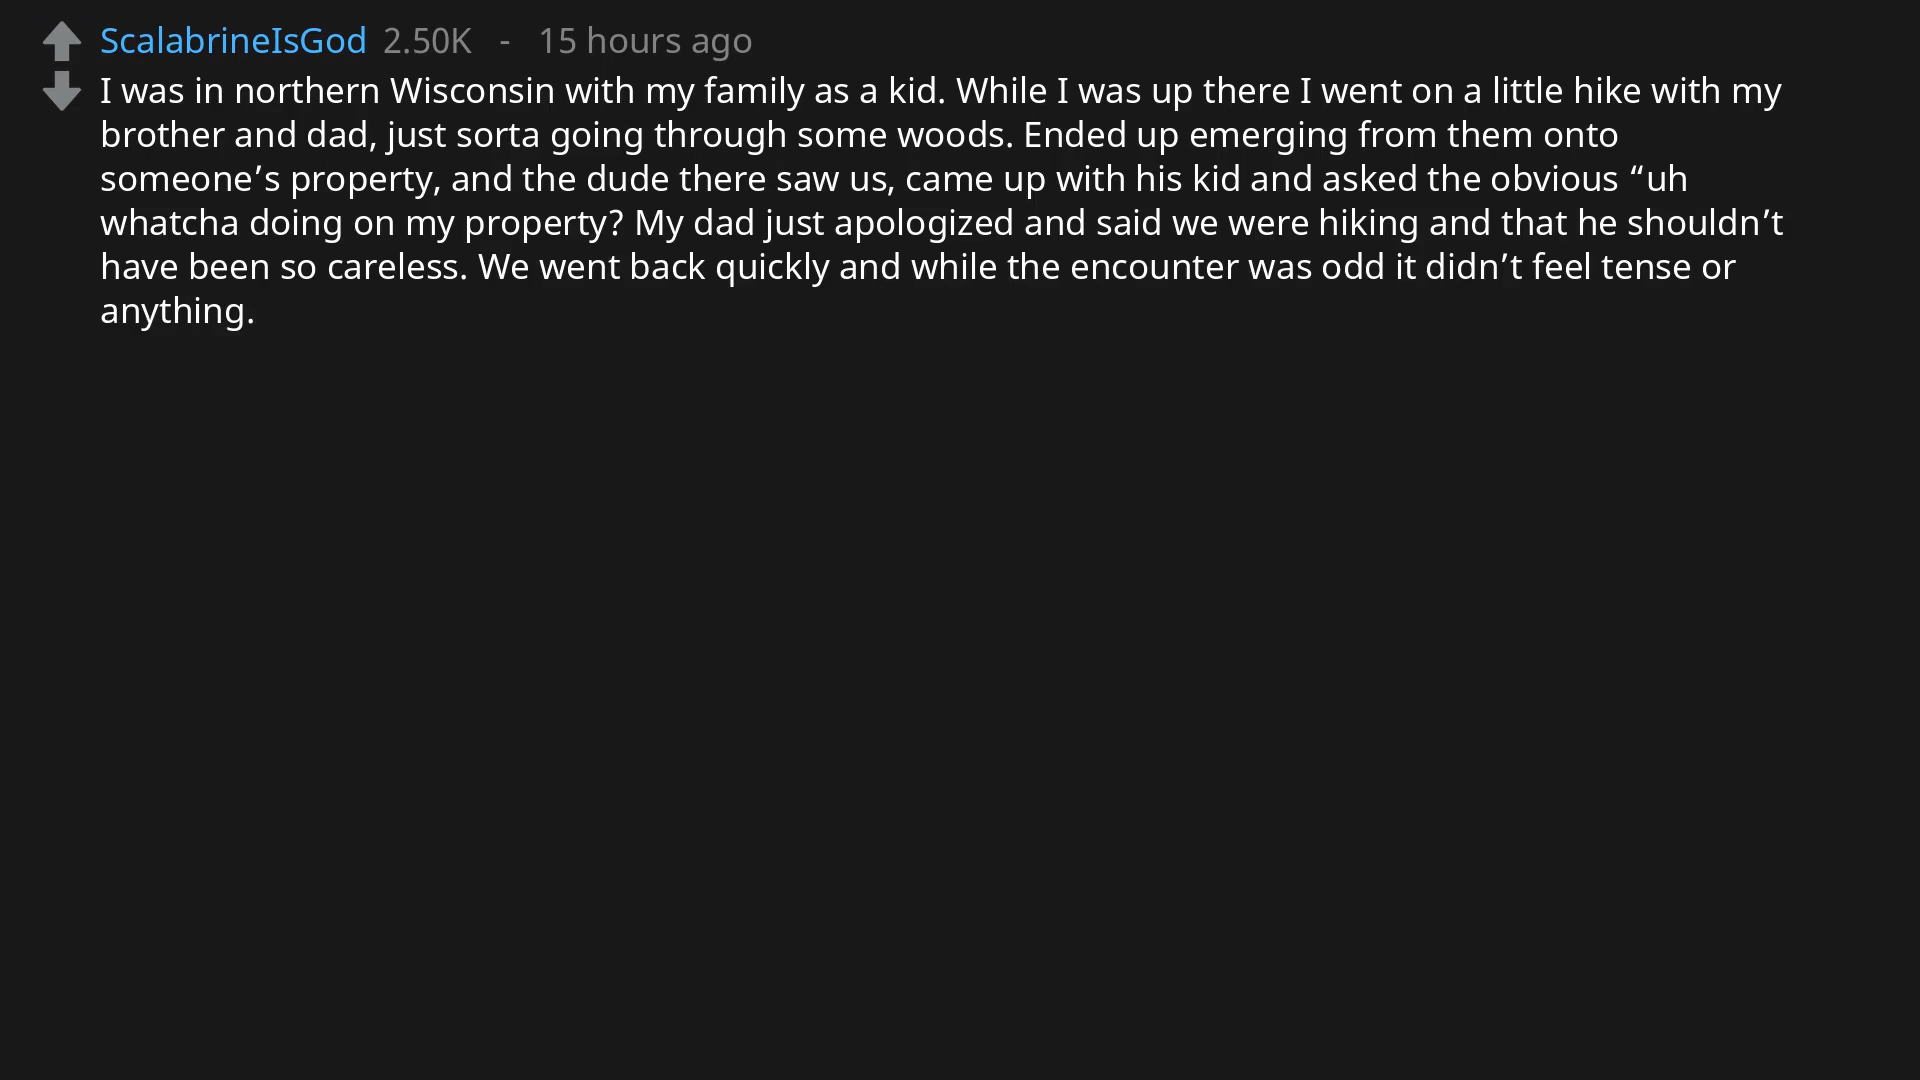 ScalabrineIsGod 2.50K - 15 hours ago
I was in northern Wisconsin with my family as a kid. While I was up there I went on a little hike with my
brother and dad, just sorta going through some woods. Ended up emerging from them onto
someone’s property, and the dude there saw us, came up with his kid and asked the obvious “uh
whatcha doing on my property? My dad just apologized and said we were hiking and that he shouldn’t
have been so careless. We went back quickly and while the encounter was odd it didn’t feel tense or
anything.